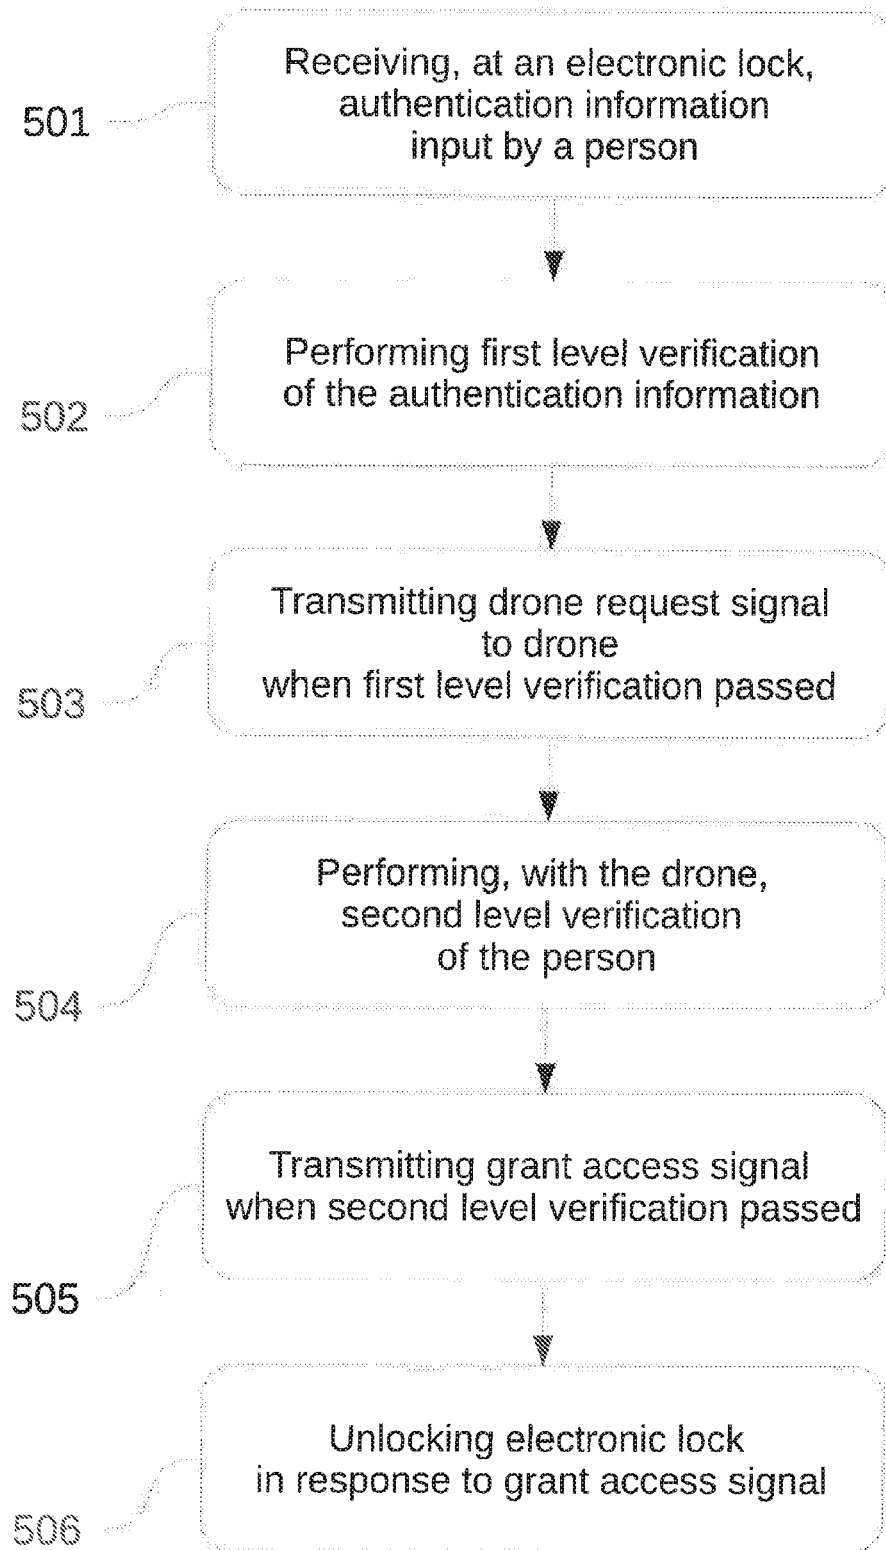 Receiving, at an electronic lock,
authentication information
input by a person
501
Performing first level verification
of the authentication information
502
Transmitting drone request signal
to drone
when first level verification passed
503
Performing, with the drone,
second level verification
of the person
504
Transmitting grant access signal
when second level verification passed
505
Unlocking electronic lock
in response to grant access signal
506